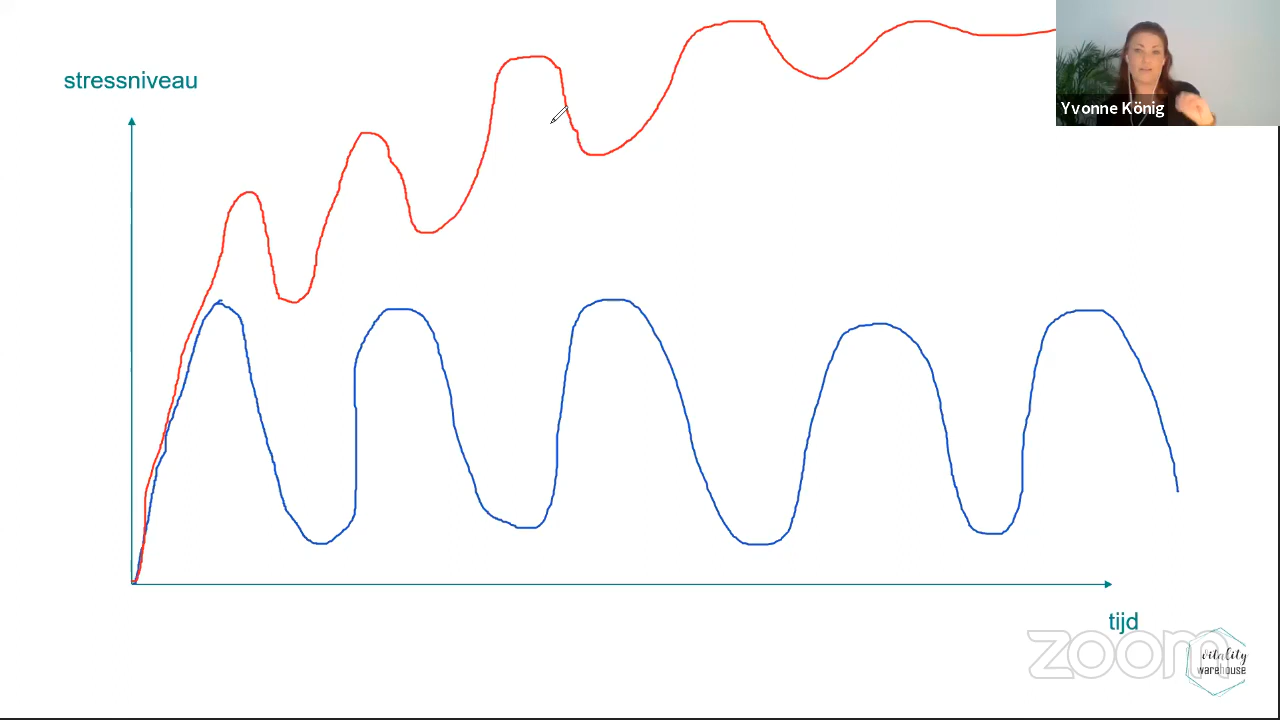 stressniveau
Yvonne König
tijd
zoom
vitality
warehouse